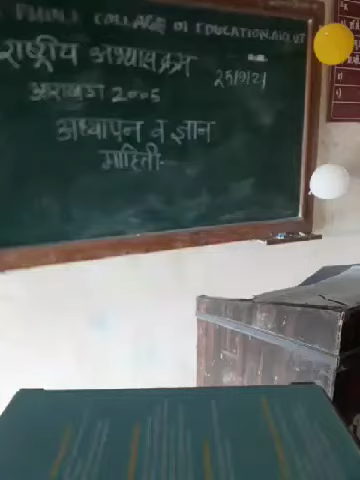 COLLAGE OF EDUCATION
राष्ट्रीय अभ्यासक्रम
25/9/21
आराखडा 2005
अध्यापन व ज्ञान
माहिती:-